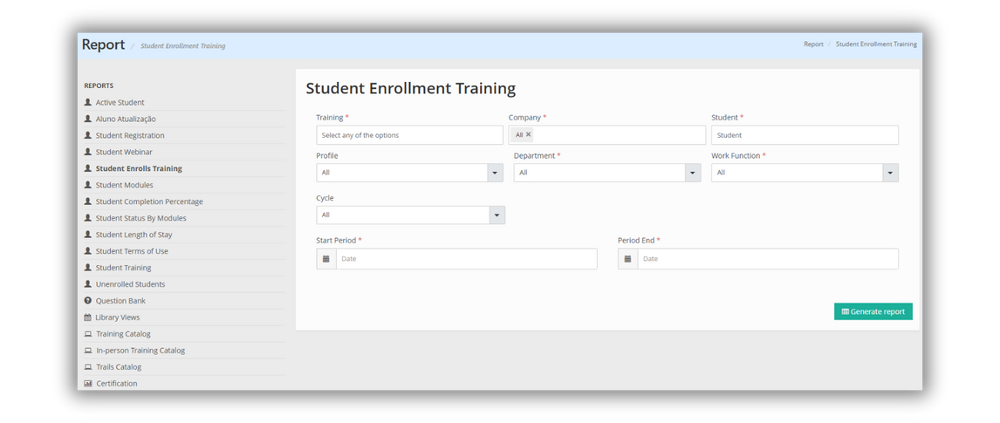 Report / Student Enrollment Training
Report / Student Enrollment Training
REPORTS
Active Student
Aluno Atualização
Student Registration
Student Webinar
Student Enrolls Training
Student Modules
Student Completion Percentage
Student Status By Modules
Student Length of Stay
Student Terms of Use
Student Training
Unenrolled Students
Question Bank
Library Views
Training Catalog
In-person Training Catalog
Trails Catalog
Certification
Student Enrollment Training
Training * Company * Student *
Select any of the options All × Student
Profile Department * Work Function *
All All All
Cycle
All
Start Period * Period End *
Date Date
Generate report